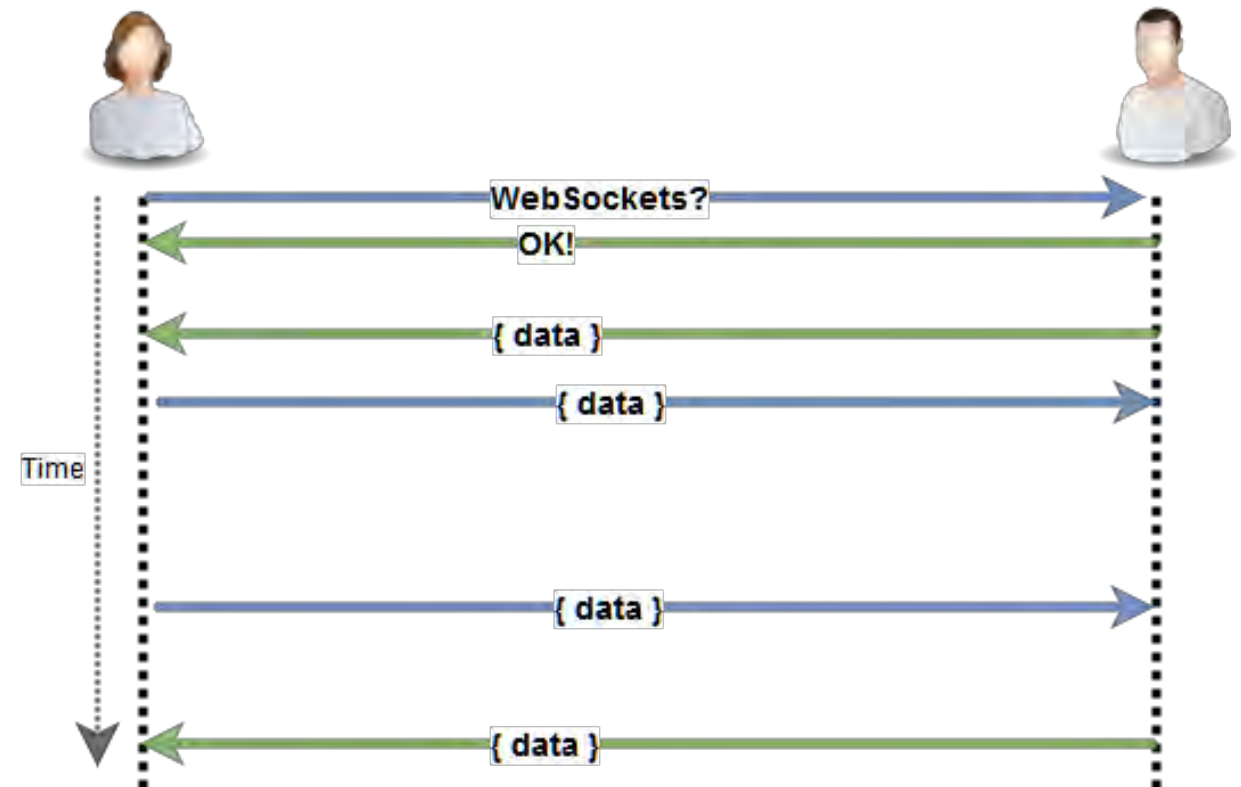 WebSockets?
OK!
{ data }
{ data }
Time
{ data }
{ data }